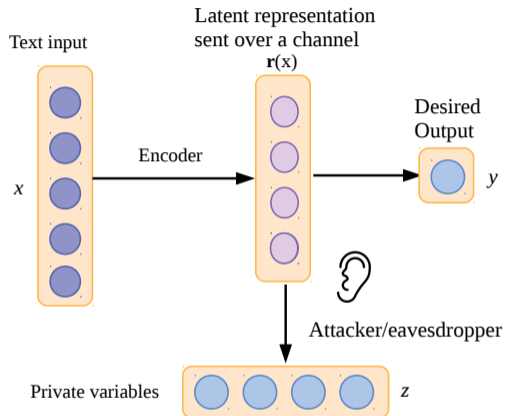 Latent representation
sent over a channel
Text input
r(x)
Desired
Output
Encoder
x
y
Attacker/eavesdropper
Private variables
z